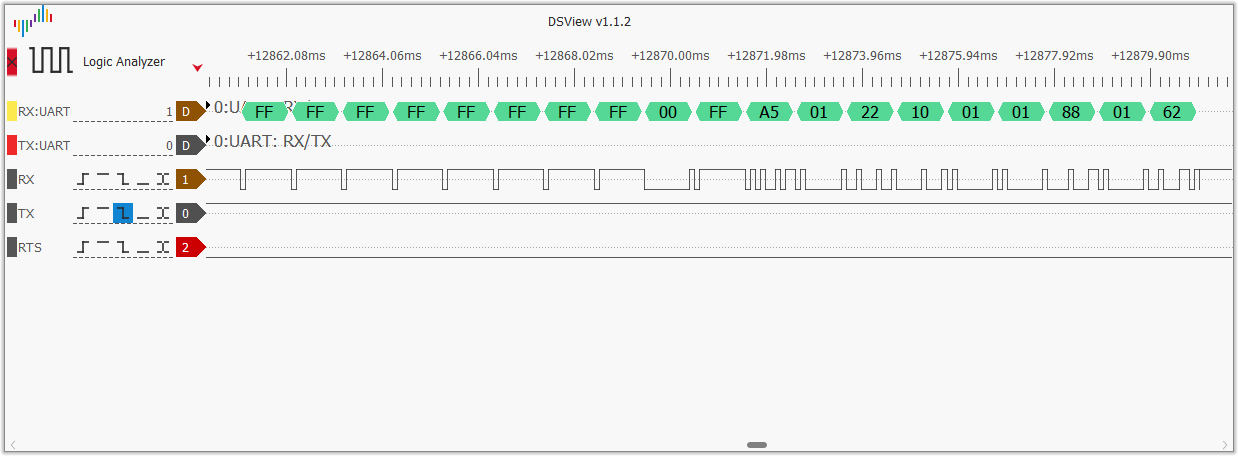 DSView v1.1.2
Logic Analyzer
+12862.08ms +12864.06ms +12866.04ms +12868.02ms +12870.00ms +12871.98ms +12873.96ms +12875.94ms +12877.92ms +12879.90ms
RX:UART 1 D FF FF FF FF FF FF FF FF 00 FF A5 01 22 10 01 01 88 01 62
TX:UART 0 D 0:UART: RX/TX
RX 1
TX 0
RTS 2